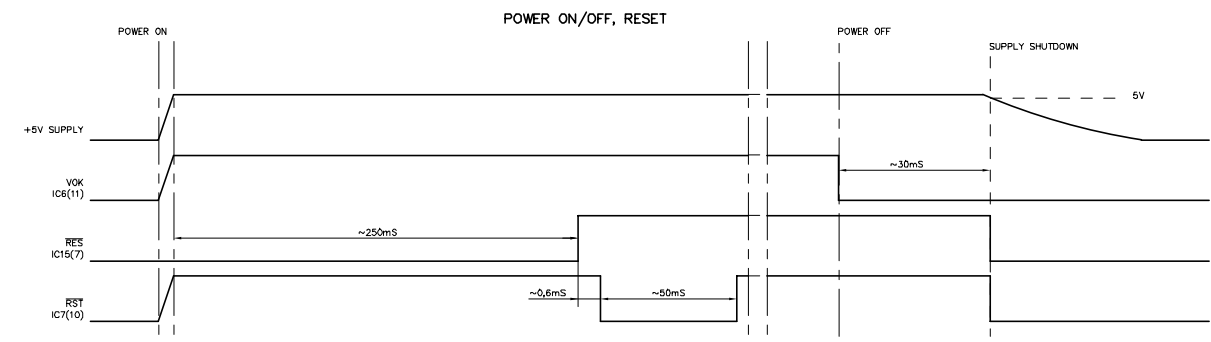 POWER ON/OFF, RESET
POWER ON
POWER OFF
SUPPLY SHUTDOWN
5V
+5V SUPPLY
~30mS
VOK
IC6(11)
~250mS
RES
IC15(7)
~0,6mS
~50mS
RST
IC7(10)